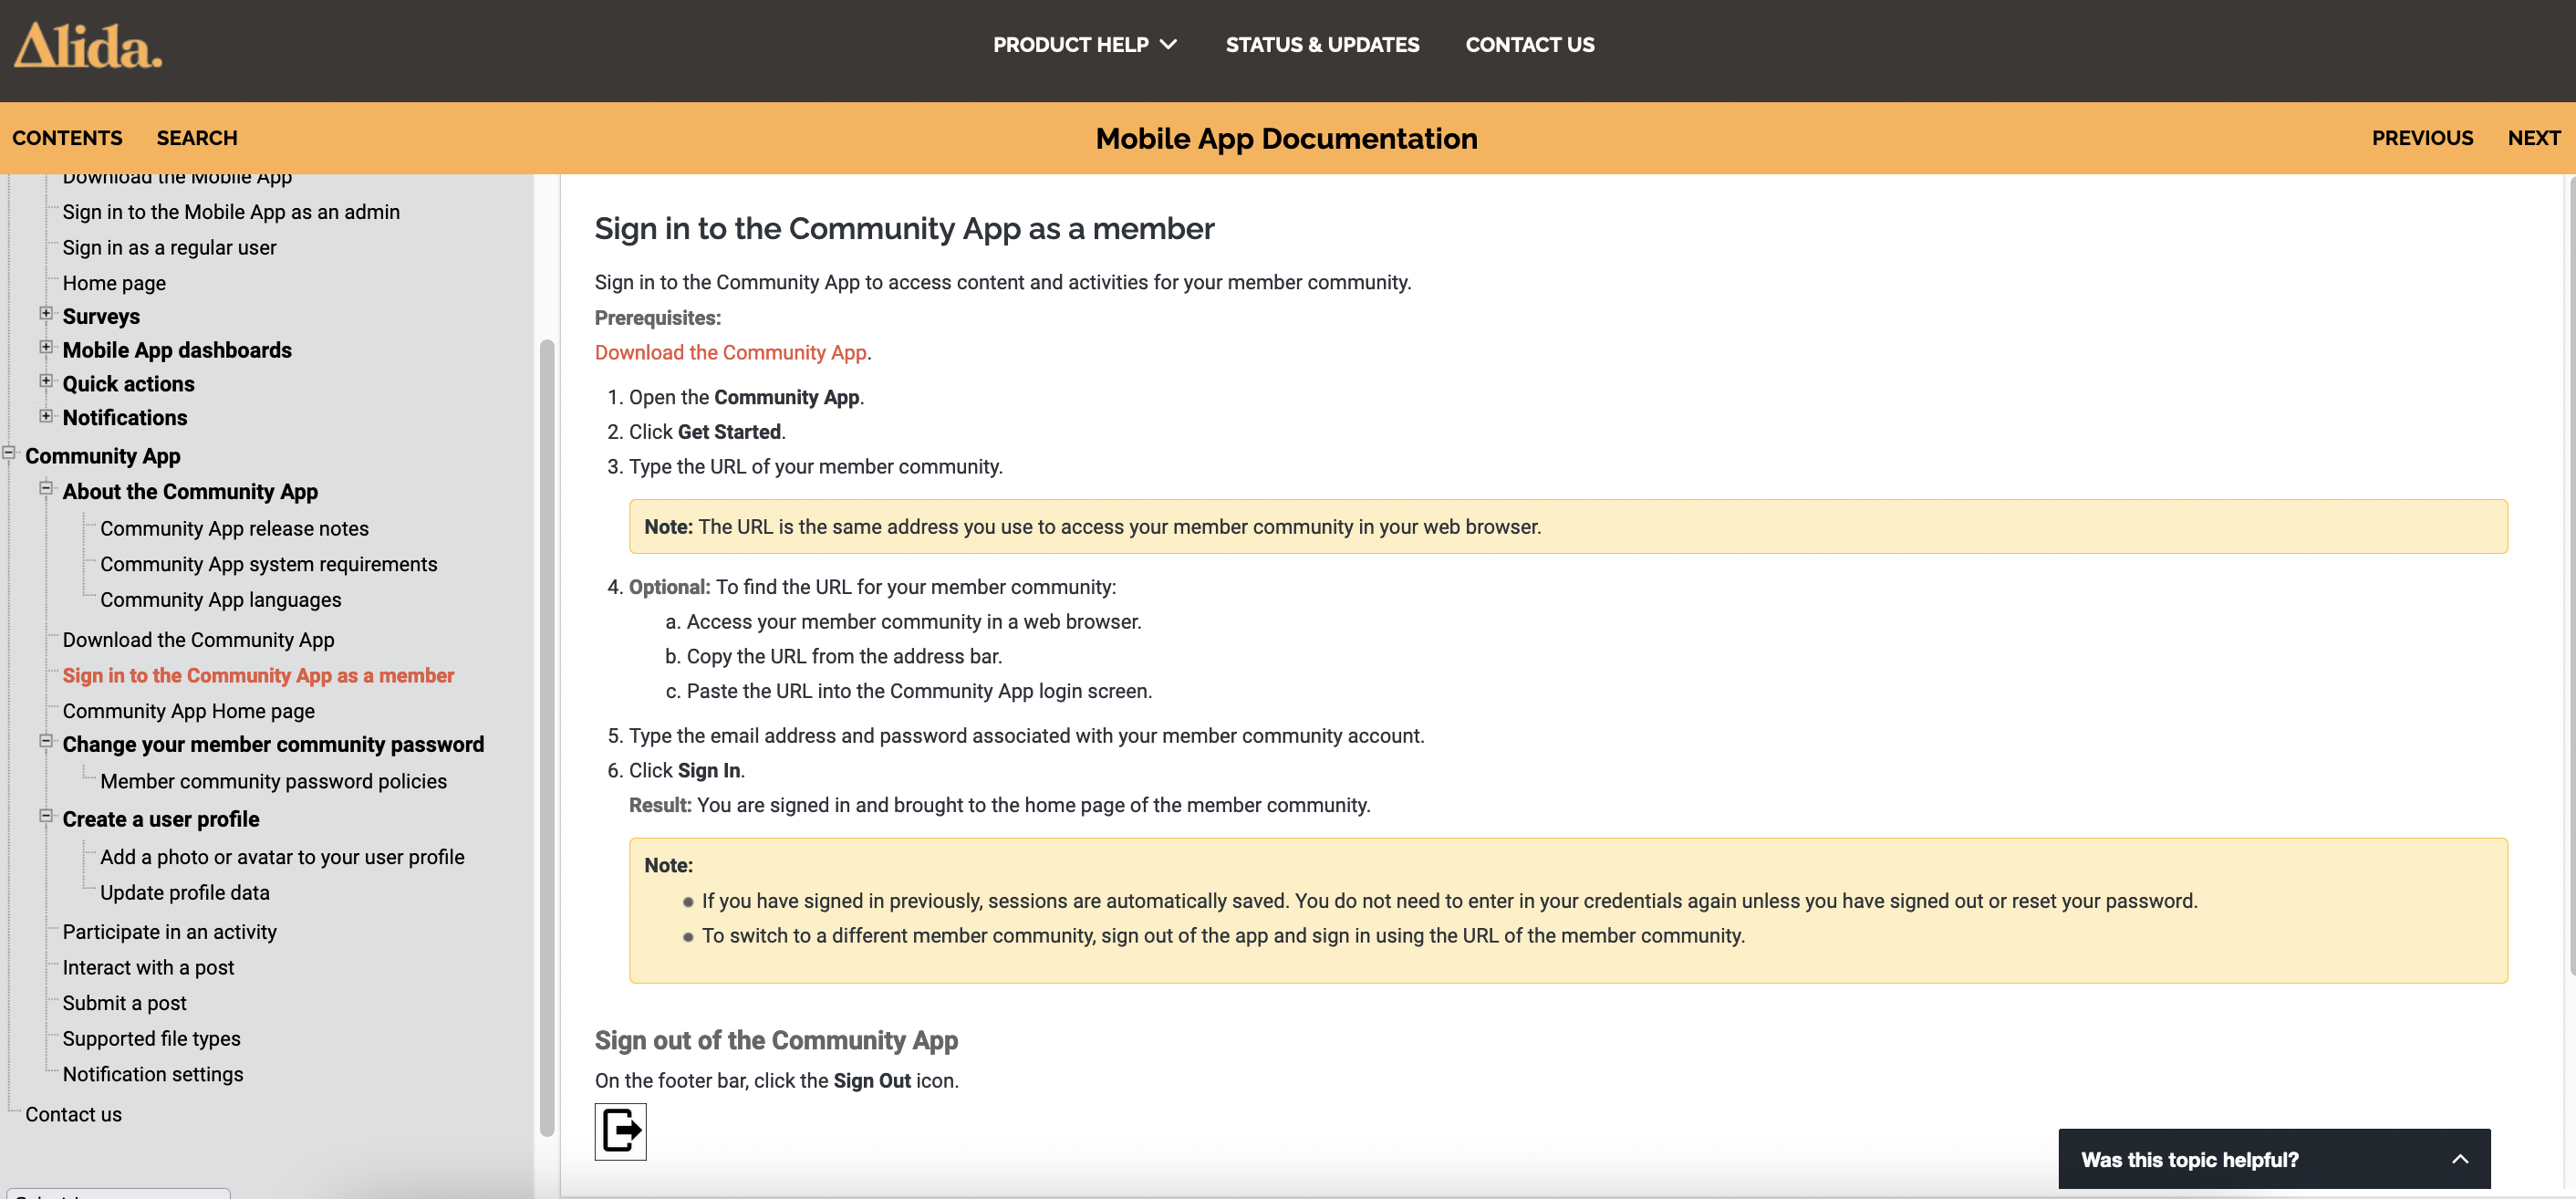 Alida.
PRODUCT HELP
STATUS & UPDATES
CONTACT US
CONTENTS
SEARCH
Mobile App Documentation
PREVIOUS
NEXT
Download the Mobile App
Sign in to the Mobile App as an admin
Sign in as a regular user
Home page
Surveys
Mobile App dashboards
Quick actions
Notifications
Community App
About the Community App
Community App release notes
Community App system requirements
Community App languages
Download the Community App
Sign in to the Community App as a member
Community App Home page
Change your member community password
Member community password policies
Create a user profile
Add a photo or avatar to your user profile
Update profile data
Participate in an activity
Interact with a post
Submit a post
Supported file types
Notification settings
Contact us
Sign in to the Community App as a member
Sign in to the Community App to access content and activities for your member community.
Prerequisites:
Download the Community App.
1. Open the Community App.
2. Click Get Started.
3. Type the URL of your member community.
Note: The URL is the same address you use to access your member community in your web browser.
4. Optional: To find the URL for your member community:
a. Access your member community in a web browser.
b. Copy the URL from the address bar.
c. Paste the URL into the Community App login screen.
5. Type the email address and password associated with your member community account.
6. Click Sign In.
Result: You are signed in and brought to the home page of the member community.
Note:
If you have signed in previously, sessions are automatically saved. You do not need to enter in your credentials again unless you have signed out or reset your password.
To switch to a different member community, sign out of the app and sign in using the URL of the member community.
Sign out of the Community App
On the footer bar, click the Sign Out icon.
Was this topic helpful?